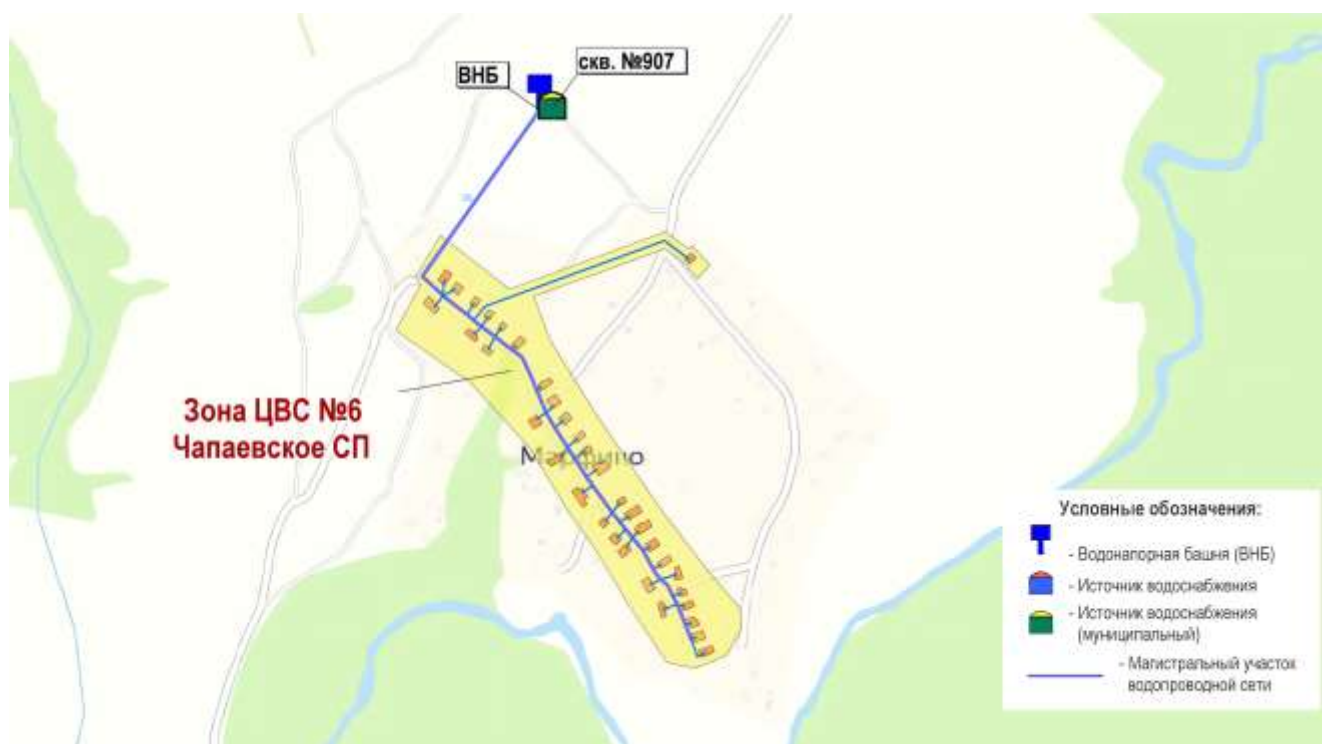 скв. №907
ВНБ
Зона ЦВС №6
Чапаевское СП
Условные обозначения:
- Водонапорная башня (ВНБ)
- Источник водоснабжения
- Источник водоснабжения
(муниципальный)
- Магистральный участок
водопроводной сети